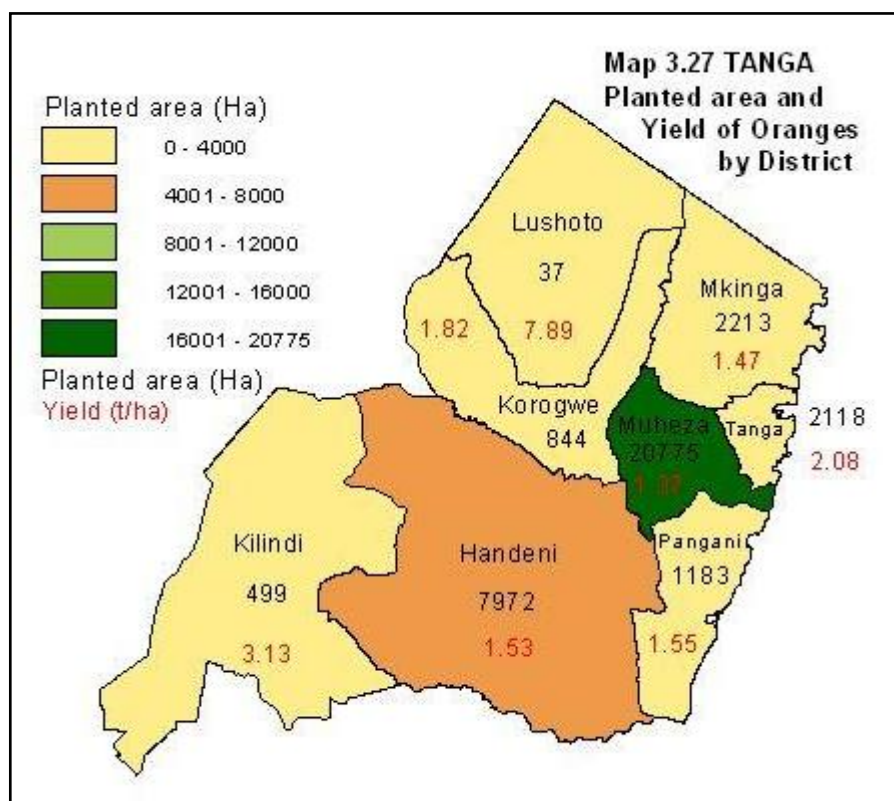 Map 3.27 TANGA
Planted area and
Yield of Oranges
by District
Planted area (Ha)
0 - 4000
4001 - 8000
8001 - 12000
12001 - 16000
16001 - 20775
Planted area (Ha)
Yield (t/ha)
Lushoto
37
7.89
Mkinga
2213
1.47
1.82
Korogwe
844
Muheza
20775
Tanga
2118
2.08
Kilindi
499
3.13
Handeni
7972
1.53
Pangani
1183
1.55